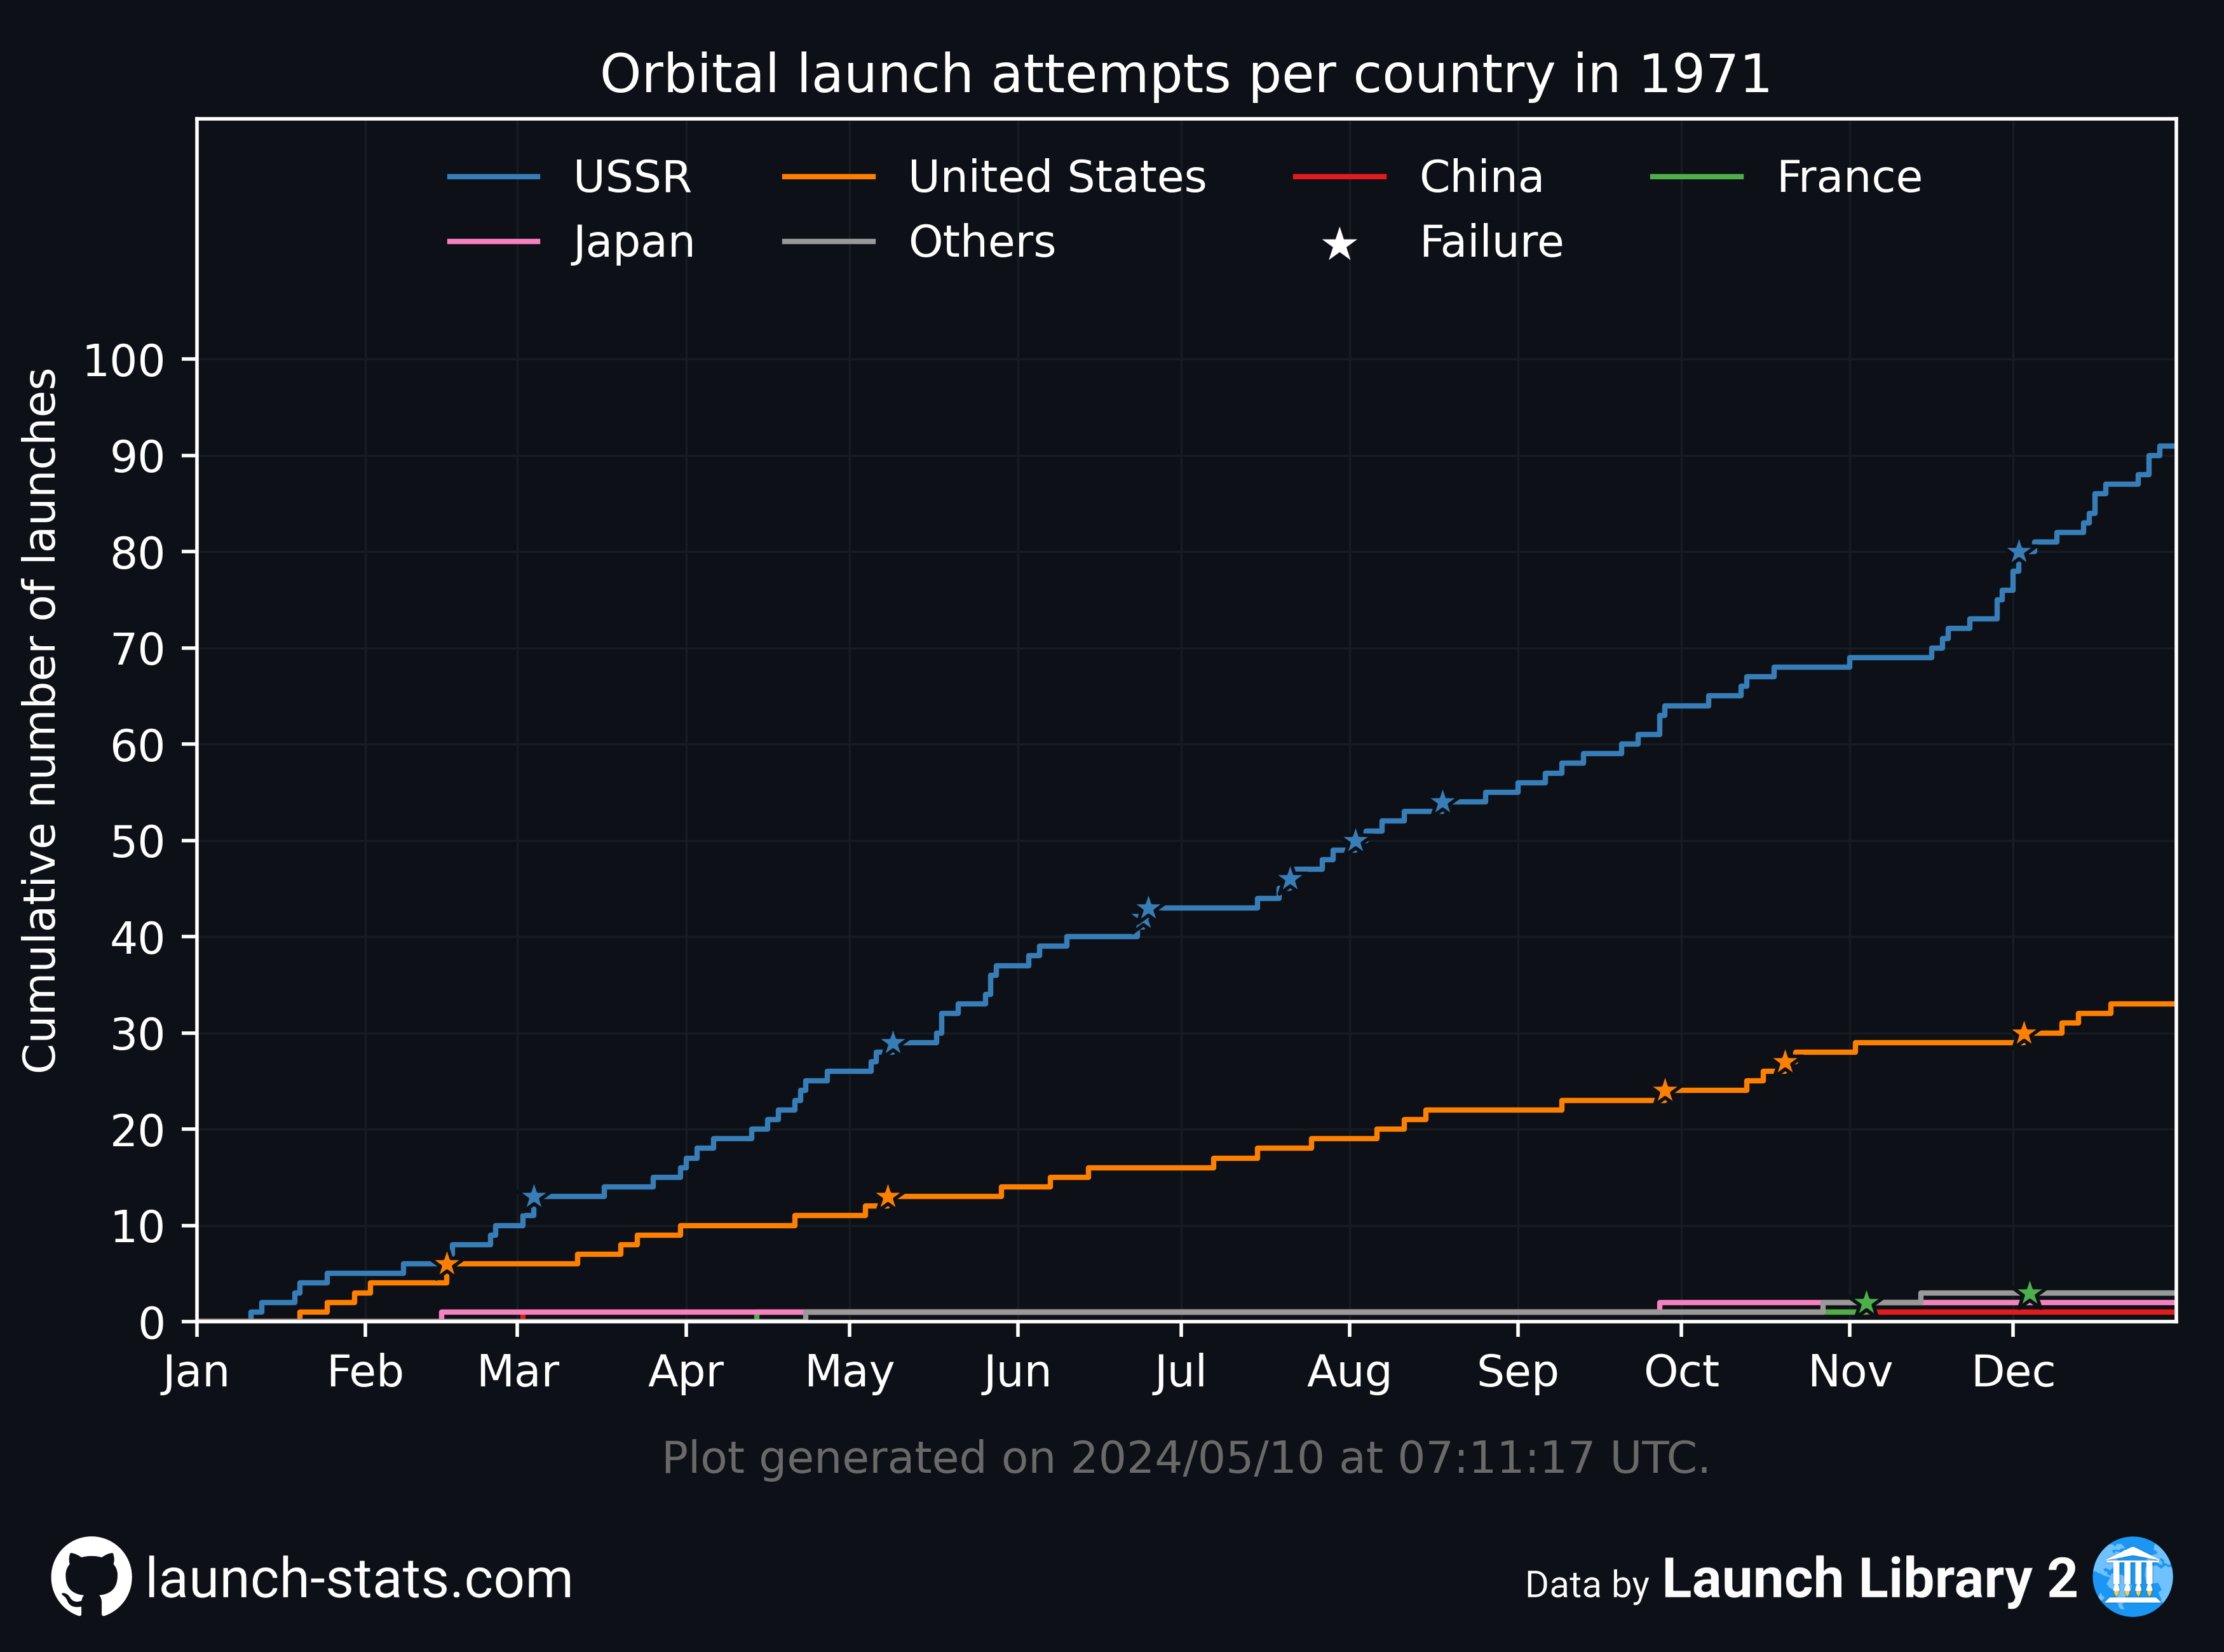 Orbital launch attempts per country in 1971
USSR United States China France
Japan Others Failure
Cumulative number of launches
100
90
80
70
60
50
40
30
20
10
0
Jan Feb Mar Apr May Jun Jul Aug Sep Oct Nov Dec
Plot generated on 2024/05/10 at 07:11:17 UTC.
launch-stats.com
Data by Launch Library 2